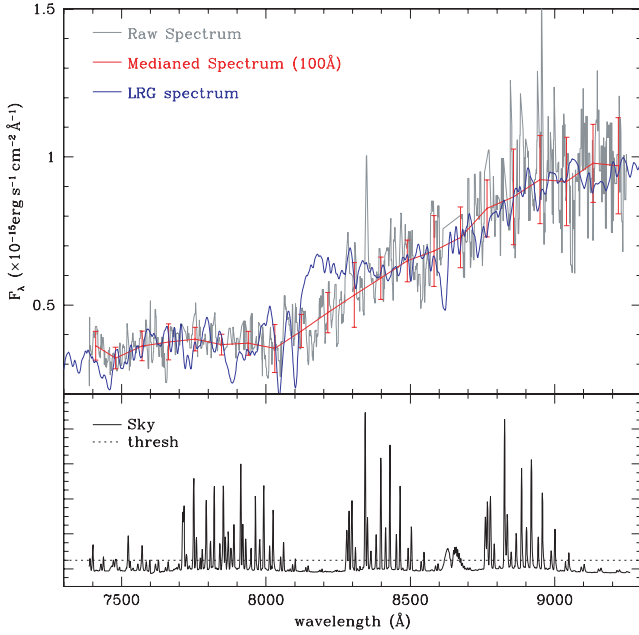 1.5
Raw Spectrum
Medianed Spectrum (100Å)
LRG spectrum
1
0.5
F_λ (×10⁻¹⁵erg s⁻¹ cm⁻² Å⁻¹)
Sky
thresh
7500 8000 8500 9000
wavelength (Å)